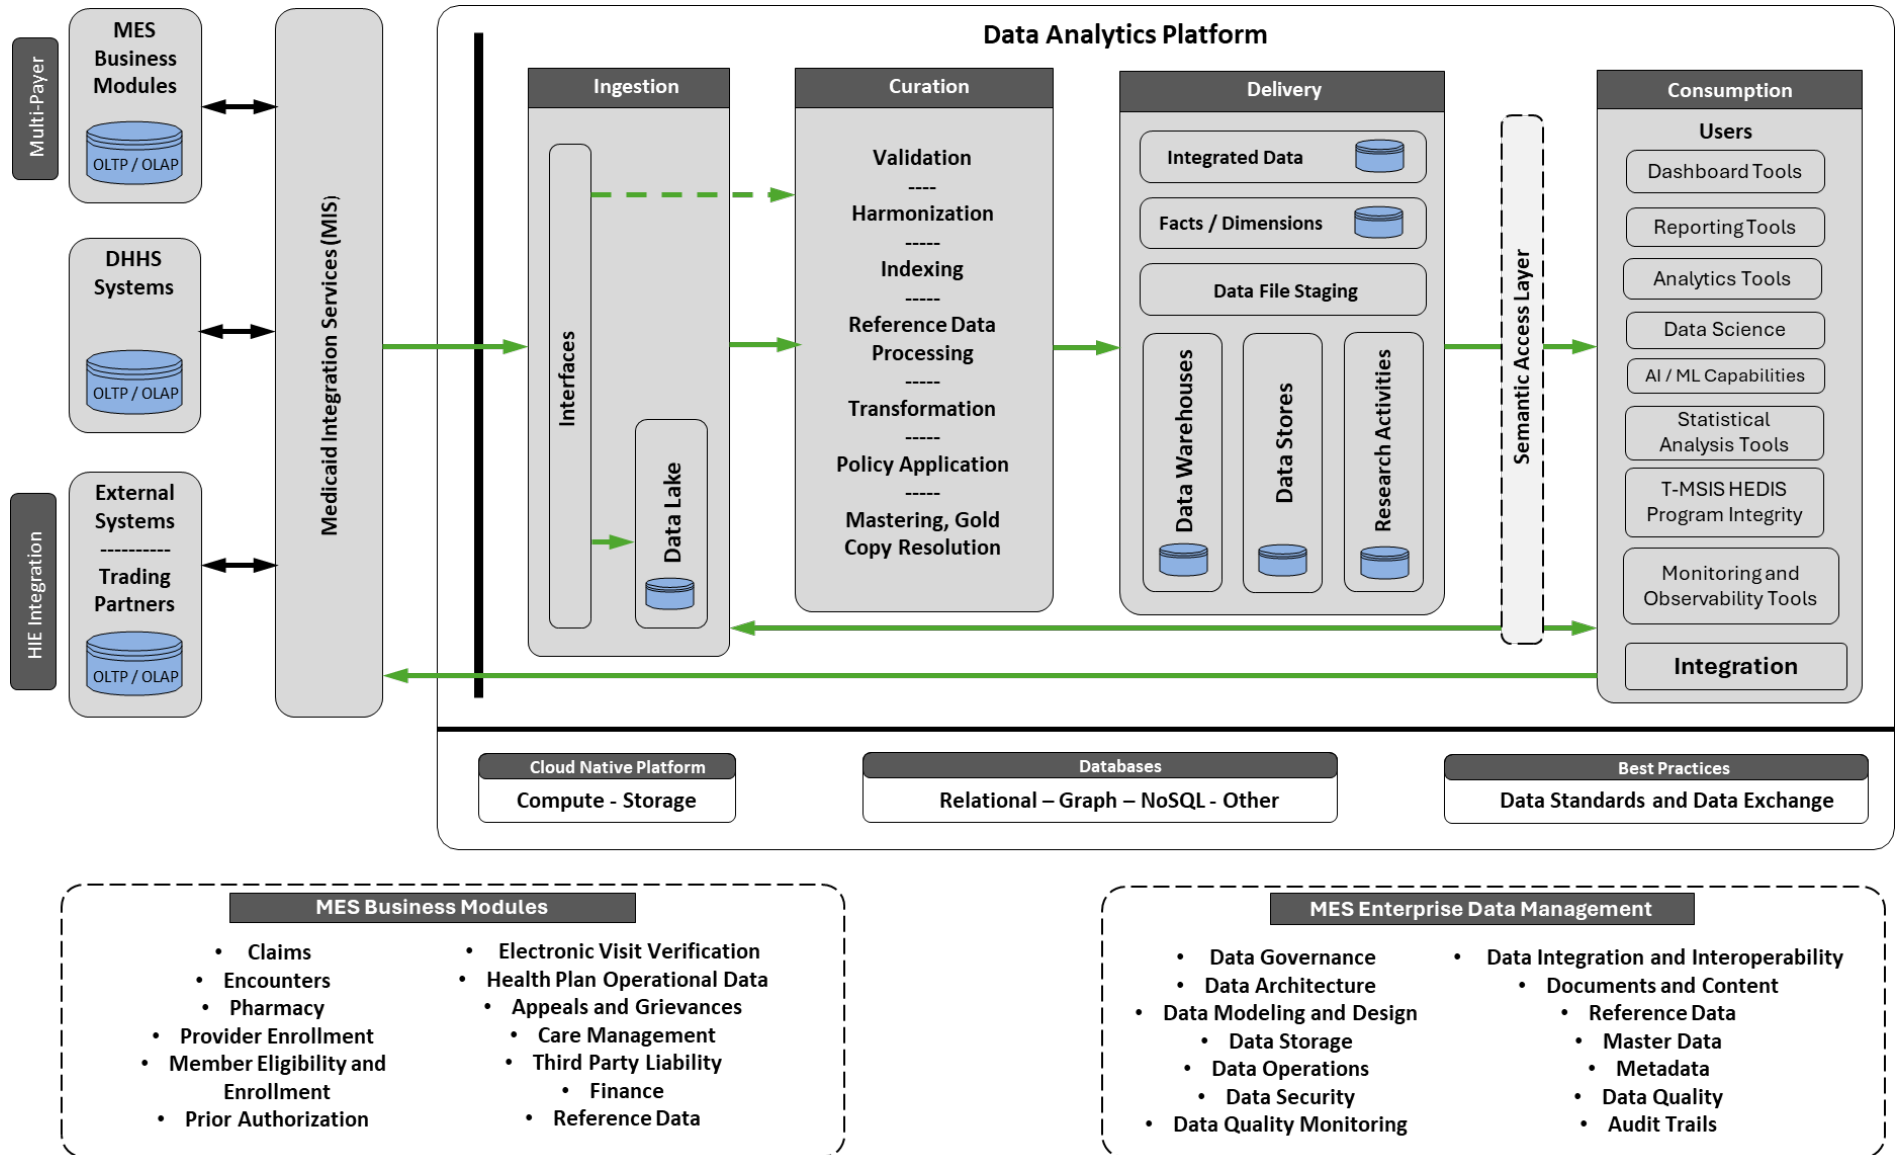 Data Analytics Platform
Multi-Payer
MES
Business
Modules
OLTP / OLAP
DHHS
Systems
OLTP / OLAP
HIE Integration
External
Systems
----------
Trading
Partners
OLTP / OLAP
Medicaid Integration Services (MIS)
Ingestion
Interfaces
Data Lake
Curation
Validation
----
Harmonization
-----
Indexing
-----
Reference Data
Processing
-----
Transformation
-----
Policy Application
-----
Mastering, Gold
Copy Resolution
Delivery
Integrated Data
Facts / Dimensions
Data File Staging
Data Warehouses
Data Stores
Research Activities
Semantic Access Layer
Consumption
Users
Dashboard Tools
Reporting Tools
Analytics Tools
Data Science
AI / ML Capabilities
Statistical
Analysis Tools
T-MSIS HEDIS
Program Integrity
Monitoring and
Observability Tools
Integration
Cloud Native Platform
Compute - Storage
Databases
Relational – Graph – NoSQL - Other
Best Practices
Data Standards and Data Exchange
MES Business Modules
• Claims
• Encounters
• Pharmacy
• Provider Enrollment
• Member Eligibility and
Enrollment
• Prior Authorization
• Electronic Visit Verification
• Health Plan Operational Data
• Appeals and Grievances
• Care Management
• Third Party Liability
• Finance
• Reference Data
MES Enterprise Data Management
• Data Governance
• Data Architecture
• Data Modeling and Design
• Data Storage
• Data Operations
• Data Security
• Data Quality Monitoring
• Data Integration and Interoperability
• Documents and Content
• Reference Data
• Master Data
• Metadata
• Data Quality
• Audit Trails